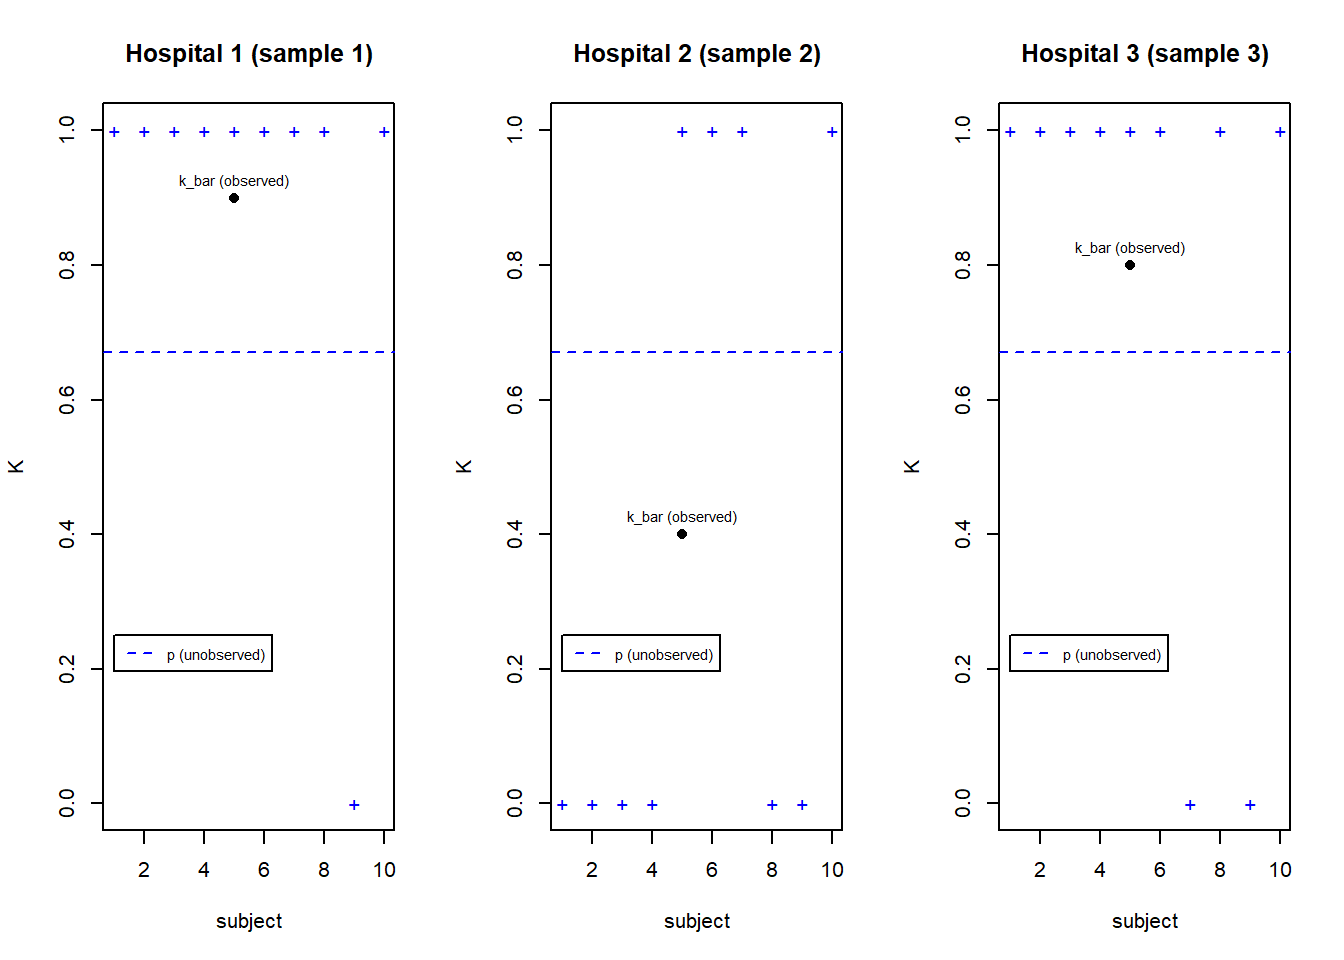 Hospital 1 (sample 1)
1.0
0.8
0.6
0.4
0.2
0.0
K
k_bar (observed)
p (unobserved)
2 4 6 8 10
subject
Hospital 2 (sample 2)
1.0
0.8
0.6
0.4
0.2
0.0
K
k_bar (observed)
p (unobserved)
2 4 6 8 10
subject
Hospital 3 (sample 3)
1.0
0.8
0.6
0.4
0.2
0.0
K
k_bar (observed)
p (unobserved)
2 4 6 8 10
subject